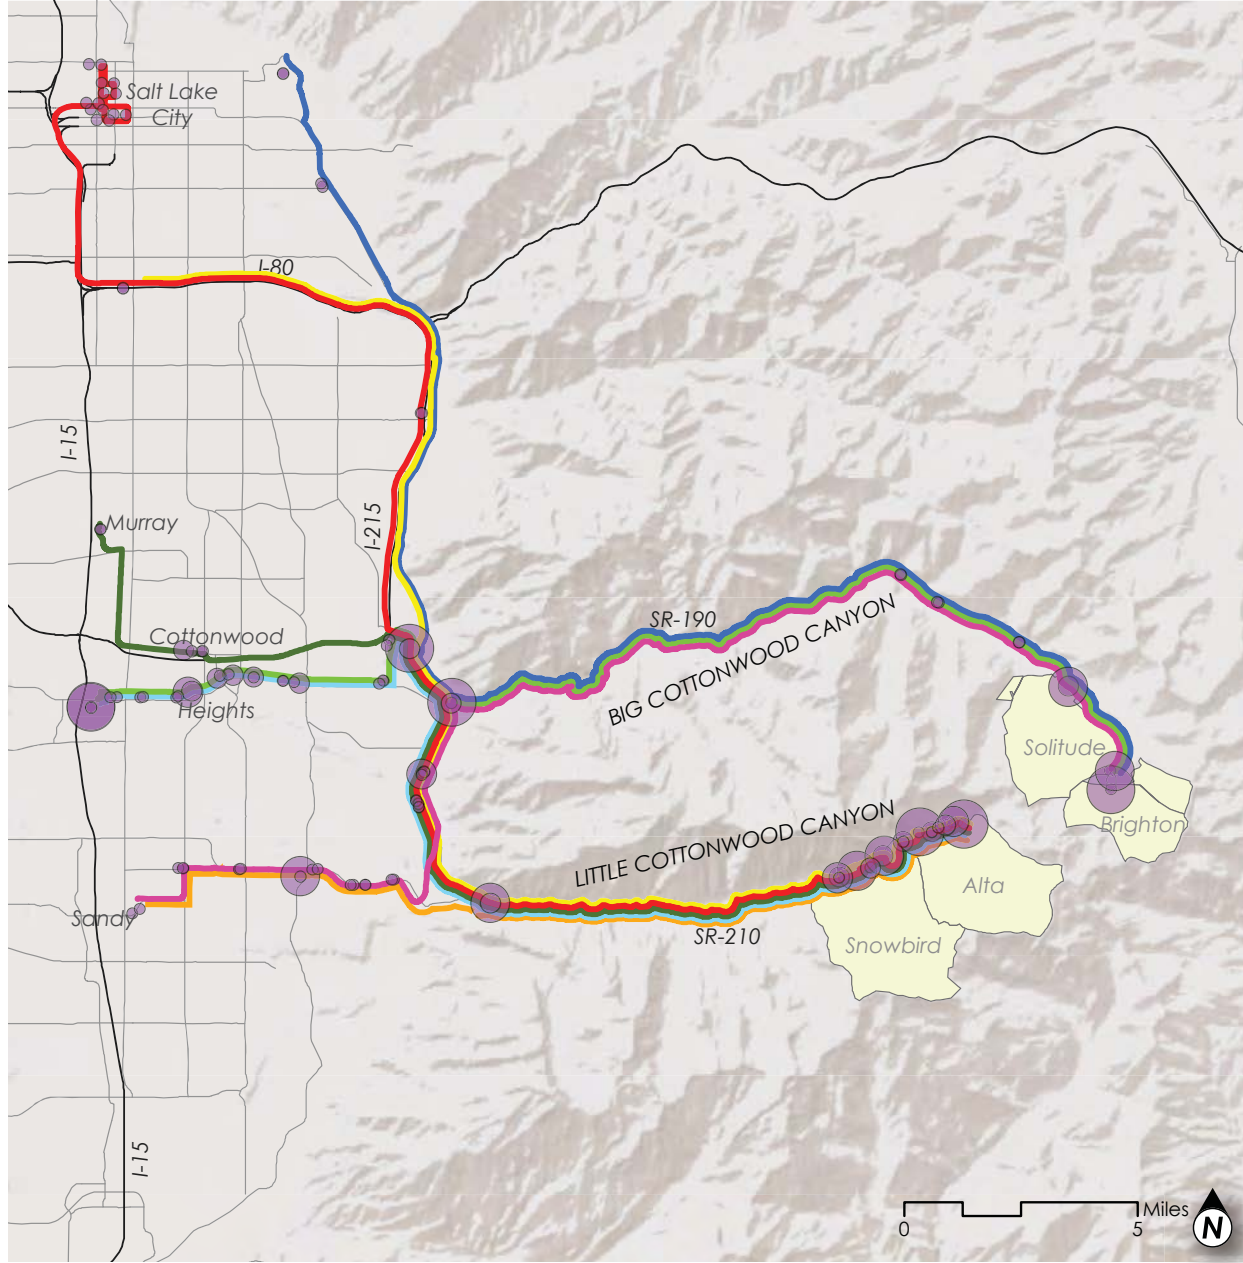 Salt Lake
City
I-80
I-15
I-215
Murray
Cottonwood
Heights
SR-190
BIG COTTONWOOD CANYON
Solitude
Brighton
LITTLE COTTONWOOD CANYON
Alta
Sandy
SR-210
Snowbird
I-15
Miles
0
5
N